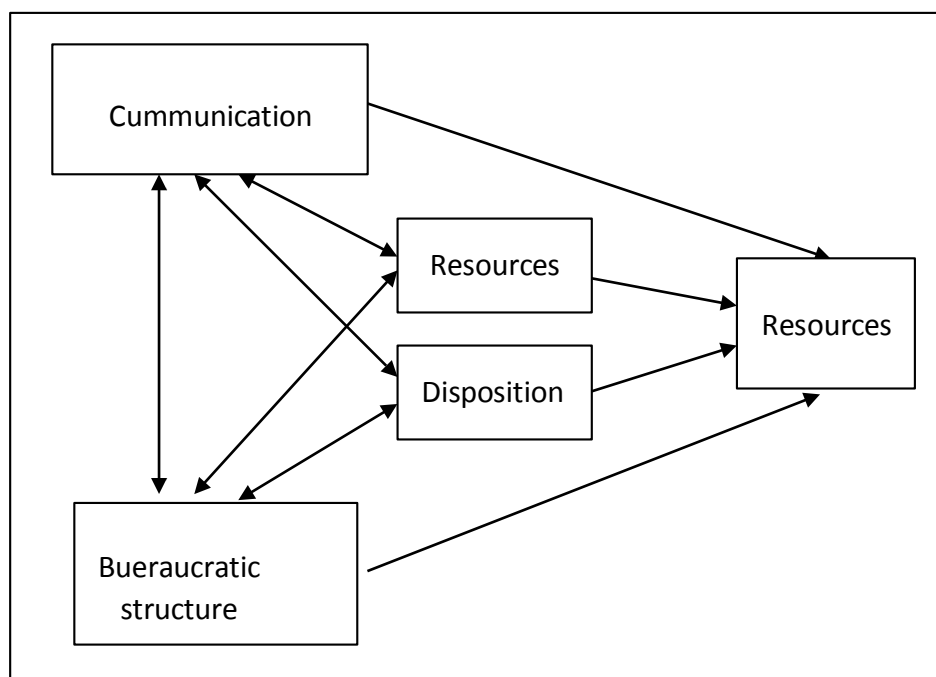 Cummunication
Resources
Resources
Disposition
Bueraucratic
structure